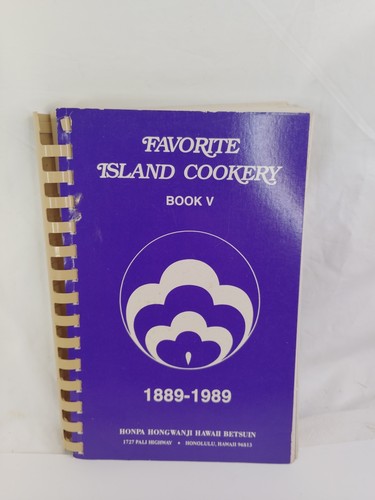 FAVORITE
ISLAND COOKERY
BOOK V
1889-1989
HONPA HONGWANJI HAWAII BETSUIN
1727 PALI HIGHWAY • HONOLULU, HAWAII 96813